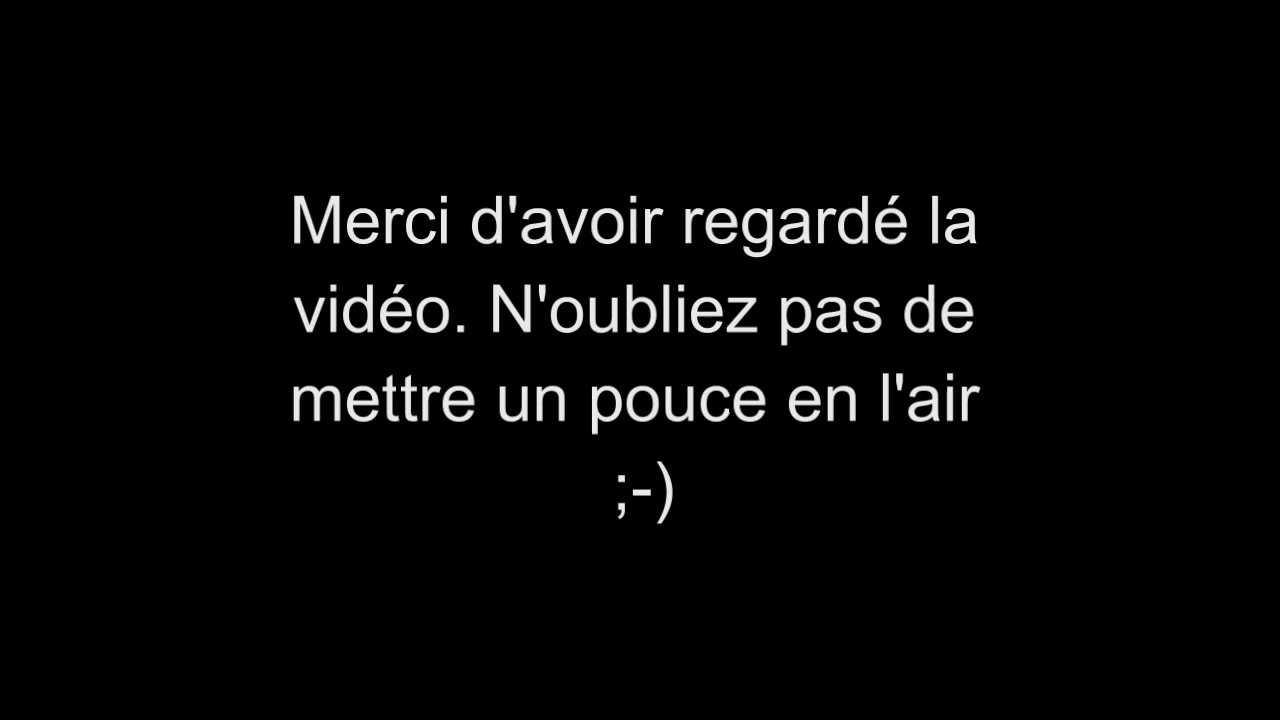 Merci d'avoir regardé la
vidéo. N'oubliez pas de
mettre un pouce en l'air
;-)